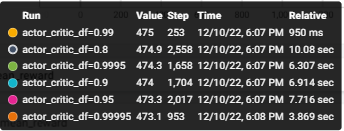 Run Value Step Time Relative
actor_critic_df=0.99 475 253 12/10/22, 6:07 PM 950 ms
actor_critic_df=0.8 474.9 2,558 12/10/22, 6:07 PM 10.08 sec
actor_critic_df=0.9995 474.3 1,658 12/10/22, 6:07 PM 6.307 sec
actor_critic_df=0.9 474 1,704 12/10/22, 6:07 PM 6.914 sec
actor_critic_df=0.95 473.3 2,017 12/10/22, 6:07 PM 7.716 sec
actor_critic_df=0.99995 473.1 953 12/10/22, 6:08 PM 3.869 sec